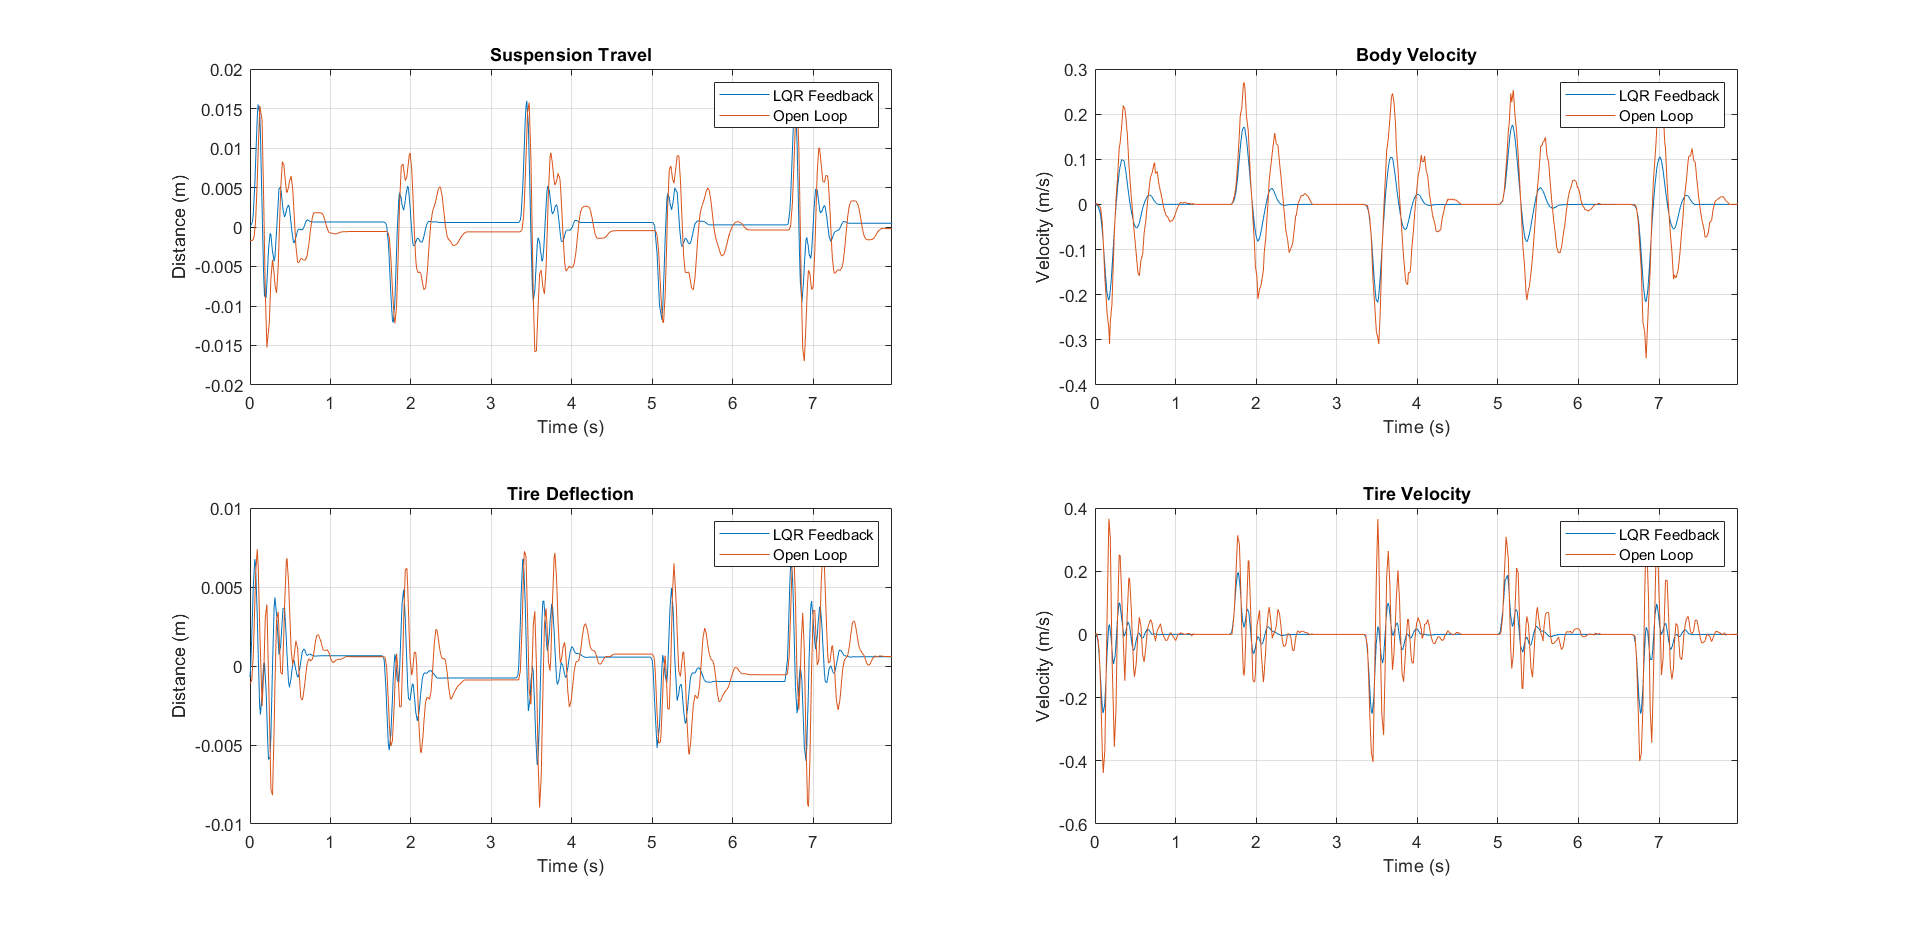 Suspension Travel
0.02
0.015
0.01
0.005
0
-0.005
-0.01
-0.015
-0.02
Distance (m)
0 1 2 3 4 5 6 7
Time (s)
LQR Feedback
Open Loop
Body Velocity
0.3
0.2
0.1
0
-0.1
-0.2
-0.3
-0.4
Velocity (m/s)
0 1 2 3 4 5 6 7
Time (s)
LQR Feedback
Open Loop
Tire Deflection
0.01
0.005
0
-0.005
-0.01
Distance (m)
0 1 2 3 4 5 6 7
Time (s)
LQR Feedback
Open Loop
Tire Velocity
0.4
0.2
0
-0.2
-0.4
-0.6
Velocity (m/s)
0 1 2 3 4 5 6 7
Time (s)
LQR Feedback
Open Loop